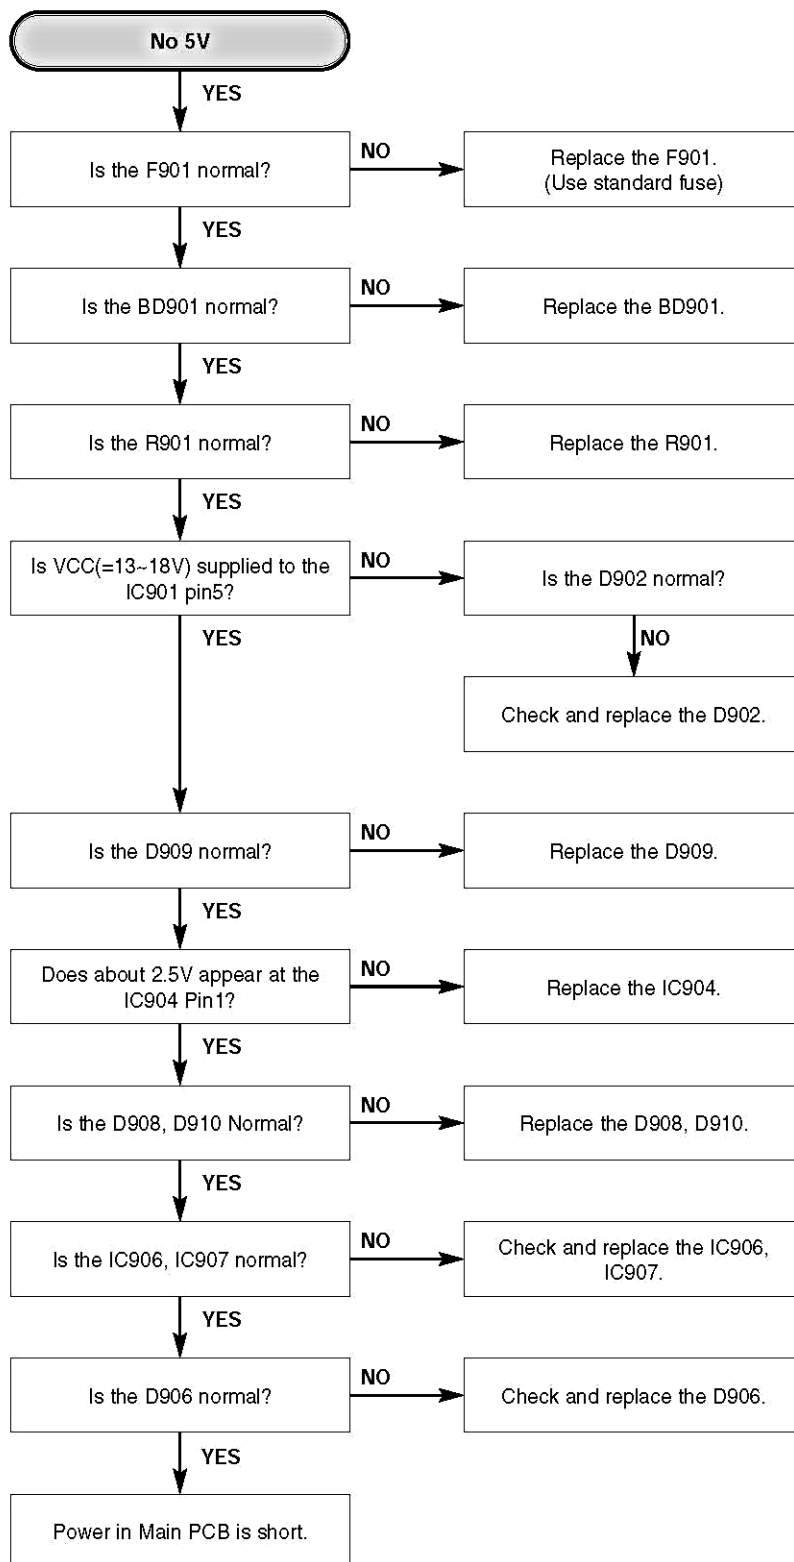 No 5V
YES
Is the F901 normal?
NO
Replace the F901.
(Use standard fuse)
YES
Is the BD901 normal?
NO
Replace the BD901.
YES
Is the R901 normal?
NO
Replace the R901.
YES
Is VCC(=13~18V) supplied to the
IC901 pin5?
NO
Is the D902 normal?
YES
NO
Check and replace the D902.
Is the D909 normal?
NO
Replace the D909.
YES
Does about 2.5V appear at the
IC904 Pin1?
NO
Replace the IC904.
YES
Is the D908, D910 Normal?
NO
Replace the D908, D910.
YES
Is the IC906, IC907 normal?
NO
Check and replace the IC906,
IC907.
YES
Is the D906 normal?
NO
Check and replace the D906.
YES
Power in Main PCB is short.